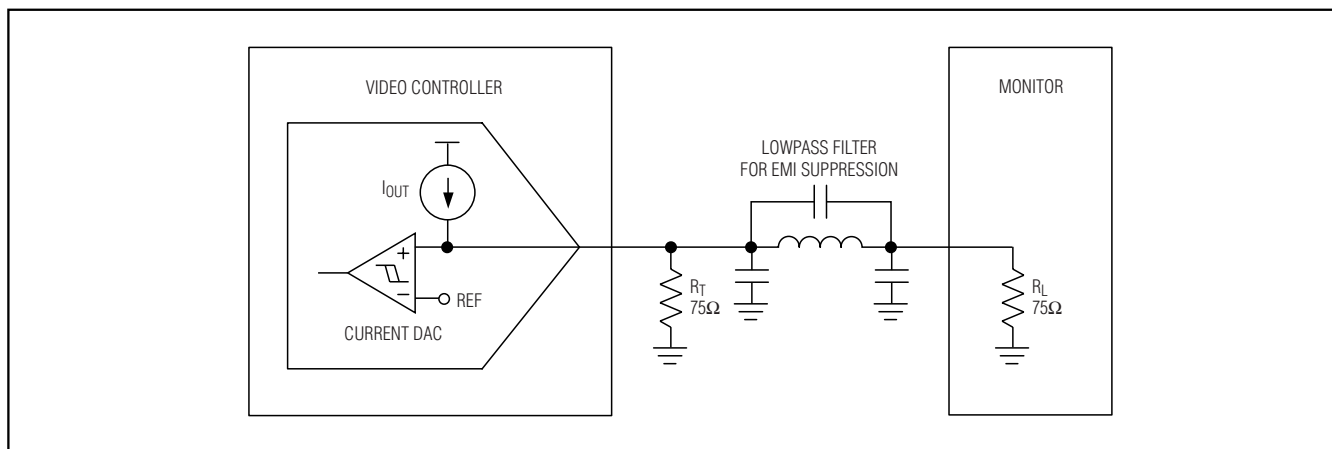 VIDEO CONTROLLER
MONITOR
LOWPASS FILTER
FOR EMI SUPPRESSION
IOUT
+
−
REF
CURRENT DAC
RT
75Ω
RL
75Ω